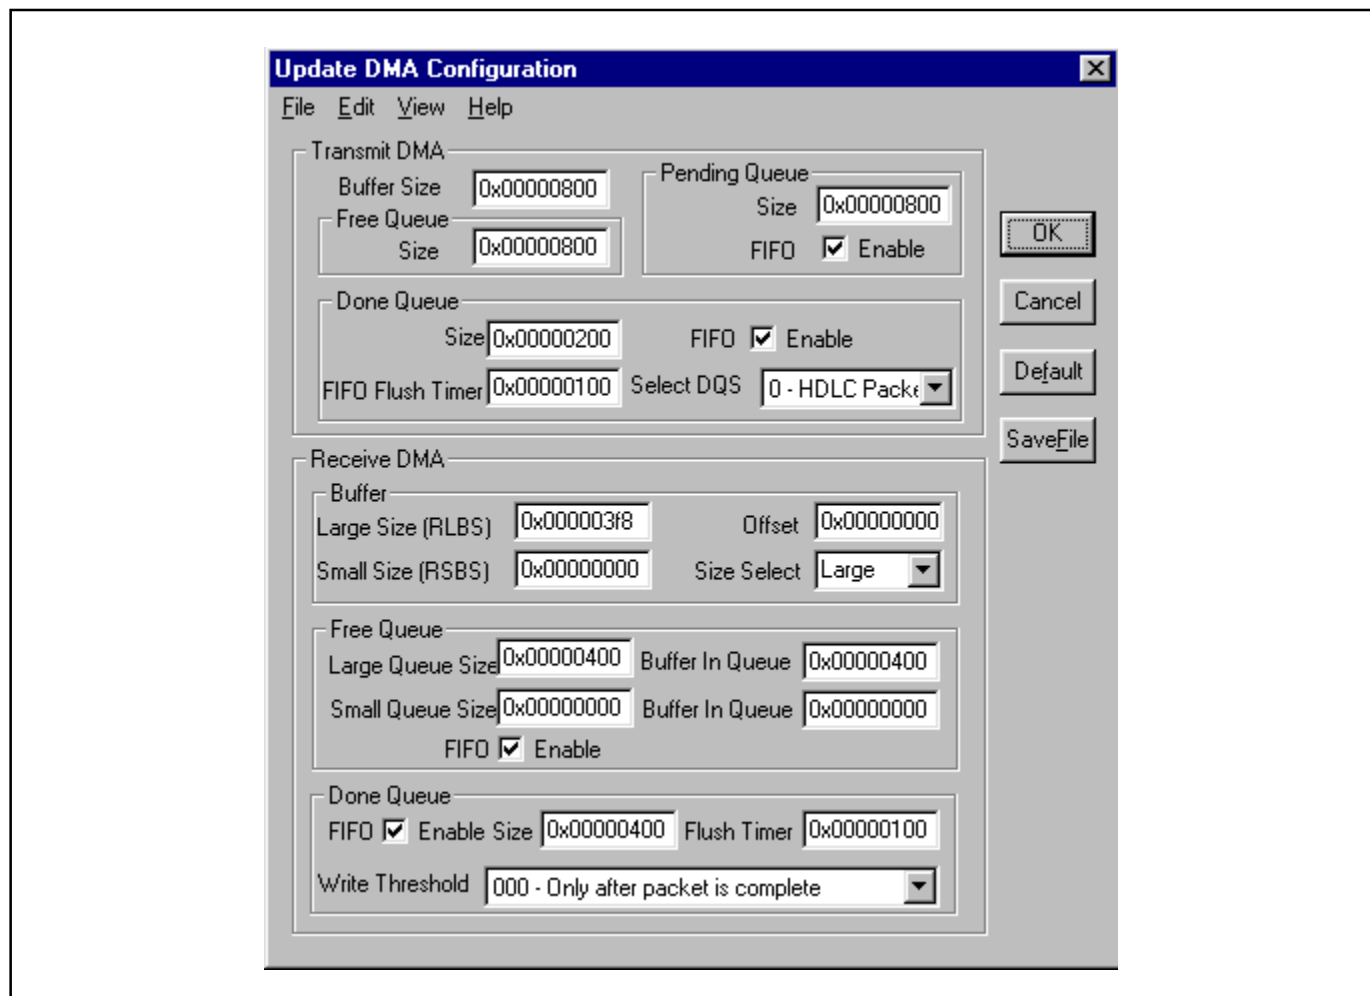 Update DMA Configuration
File Edit View Help
Transmit DMA
Buffer Size 0x00000800
Free Queue
Size 0x00000800
Pending Queue
Size 0x00000800
FIFO Enable
Done Queue
Size 0x00000200 FIFO Enable
FIFO Flush Timer 0x00000100 Select DQS 0 - HDLC Packe
OK
Cancel
Default
SaveFile
Receive DMA
Buffer
Large Size (RLBS) 0x000003f8 Offset 0x00000000
Small Size (RSBS) 0x00000000 Size Select Large
Free Queue
Large Queue Size 0x00000400 Buffer In Queue 0x00000400
Small Queue Size 0x00000000 Buffer In Queue 0x00000000
FIFO Enable
Done Queue
FIFO Enable Size 0x00000400 Flush Timer 0x00000100
Write Threshold 000 - Only after packet is complete